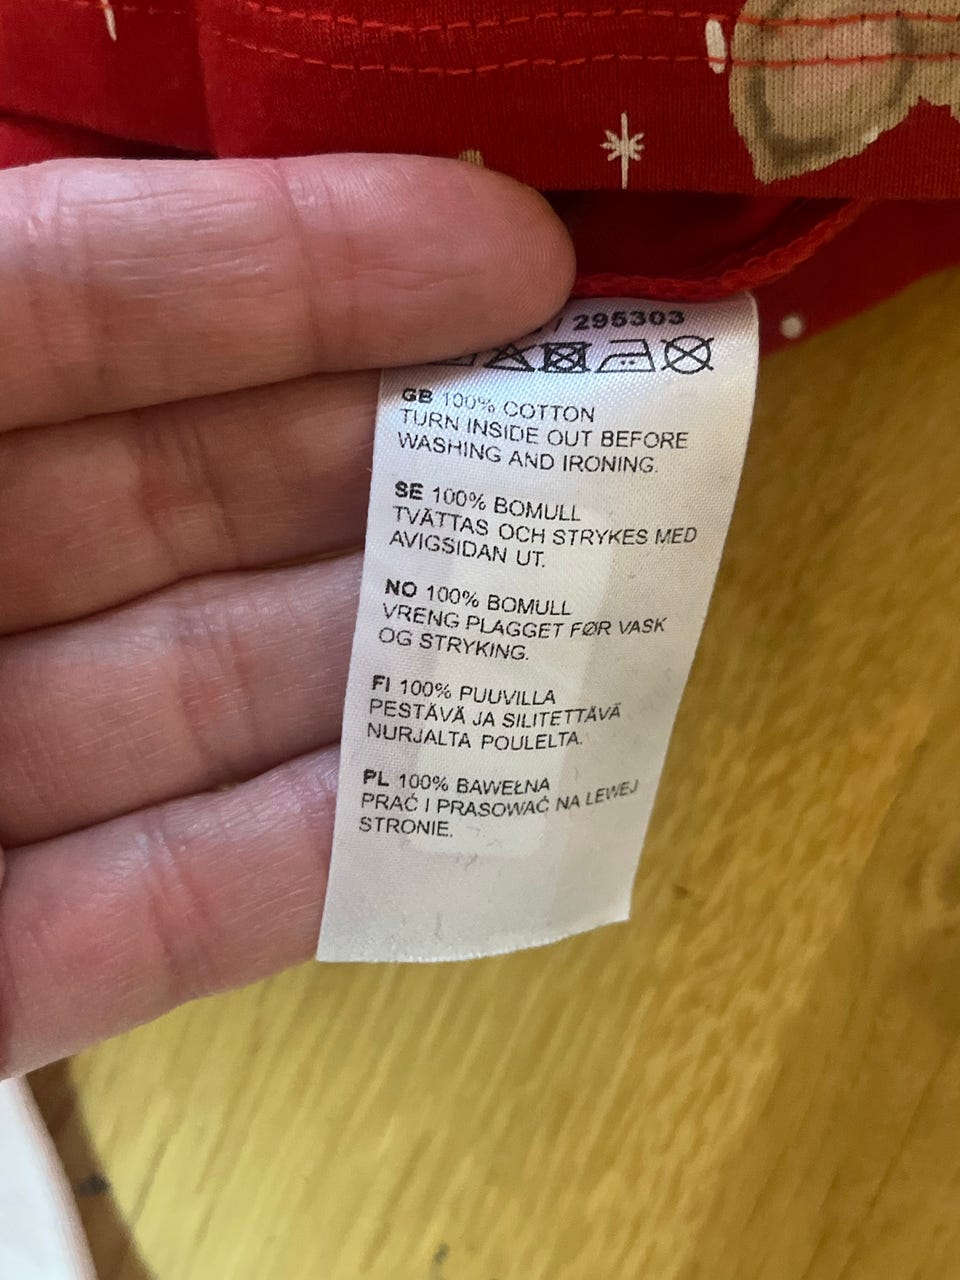 / 295303
GB 100% COTTON
TURN INSIDE OUT BEFORE
WASHING AND IRONING.
SE 100% BOMULL
TVÄTTAS OCH STRYKES MED
AVIGSIDAN UT.
NO 100% BOMULL
VRENG PLAGGET FØR VASK
OG STRYKING.
FI 100% PUUVILLA
PESTÄVÄ JA SILITETTÄVÄ
NURJALTA POULELTA.
PL 100% BAWEŁNA
PRAĆ I PRASOWAĆ NA LEWEJ
STRONIE.